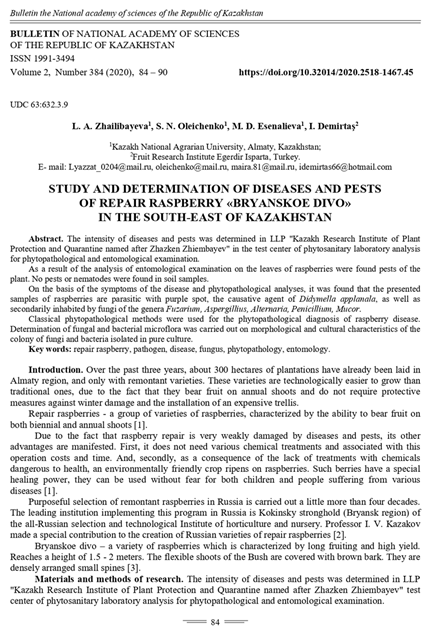 Bulletin the National academy of sciences of the Republic of Kazakhstan
BULLETIN OF NATIONAL ACADEMY OF SCIENCES
OF THE REPUBLIC OF KAZAKHSTAN
ISSN 1991-3494
Volume 2, Number 384 (2020), 84 – 90
https://doi.org/10.32014/2020.2518-1467.45
UDC 63:632.3.9
L. A. Zhailibayeva¹, S. N. Oleichenko¹, M. D. Esenalieva¹, I. Demirtaş²
¹Kazakh National Agrarian University, Almaty, Kazakhstan;
²Fruit Research Institute Egerdir Isparta, Turkey.
E- mail: Lyazzat_0204@mail.ru, oleichenko@mail.ru, maira.81@mail.ru, idemirtas66@hotmail.com
STUDY AND DETERMINATION OF DISEASES AND PESTS
OF REPAIR RASPBERRY «BRYANSKOE DIVO»
IN THE SOUTH-EAST OF KAZAKHSTAN
Abstract. The intensity of diseases and pests was determined in LLP "Kazakh Research Institute of Plant
Protection and Quarantine named after Zhazken Zhiembayev" in the test center of phytosanitary laboratory analysis
for phytopathological and entomological examination.
As a result of the analysis of entomological examination on the leaves of raspberries were found pests of the
plant. No pests or nematodes were found in soil samples.
On the basis of the symptoms of the disease and phytopathological analyses, it was found that the presented
samples of raspberries are parasitic with purple spot, the causative agent of Didymella applanala, as well as
secondarily inhabited by fungi of the genera Fuzarium, Aspergillius, Alternaria, Penicillium, Mucor.
Classical phytopathological methods were used for the phytopathological diagnosis of raspberry disease.
Determination of fungal and bacterial microflora was carried out on morphological and cultural characteristics of the
colony of fungi and bacteria isolated in pure culture.
Key words: repair raspberry, pathogen, disease, fungus, phytopathology, entomology.
Introduction. Over the past three years, about 300 hectares of plantations have already been laid in
Almaty region, and only with remontant varieties. These varieties are technologically easier to grow than
traditional ones, due to the fact that they bear fruit on annual shoots and do not require protective
measures against winter damage and the installation of an expensive trellis.
Repair raspberries - a group of varieties of raspberries, characterized by the ability to bear fruit on
both biennial and annual shoots [1].
Due to the fact that raspberry repair is very weakly damaged by diseases and pests, its other
advantages are manifested. First, it does not need various chemical treatments and associated with this
operation costs and time. And, secondly, as a consequence of the lack of treatments with chemicals
dangerous to health, an environmentally friendly crop ripens on raspberries. Such berries have a special
healing power, they can be used without fear for both children and people suffering from various
diseases [1].
Purposeful selection of remontant raspberries in Russia is carried out a little more than four decades.
The leading institution implementing this program in Russia is Kokinsky stronghold (Bryansk region) of
the all-Russian selection and technological Institute of horticulture and nursery. Professor I. V. Kazakov
made a special contribution to the creation of Russian varieties of repair raspberries [2].
Bryanskoe divo – a variety of raspberries which is characterized by long fruiting and high yield.
Reaches a height of 1.5 - 2 meters. The flexible shoots of the Bush are covered with brown bark. They are
densely arranged small spines [3].
Materials and methods of research. The intensity of diseases and pests was determined in LLP
"Kazakh Research Institute of Plant Protection and Quarantine named after Zhazken Zhiembayev" test
center of phytosanitary laboratory analysis for phytopathological and entomological examination.
84